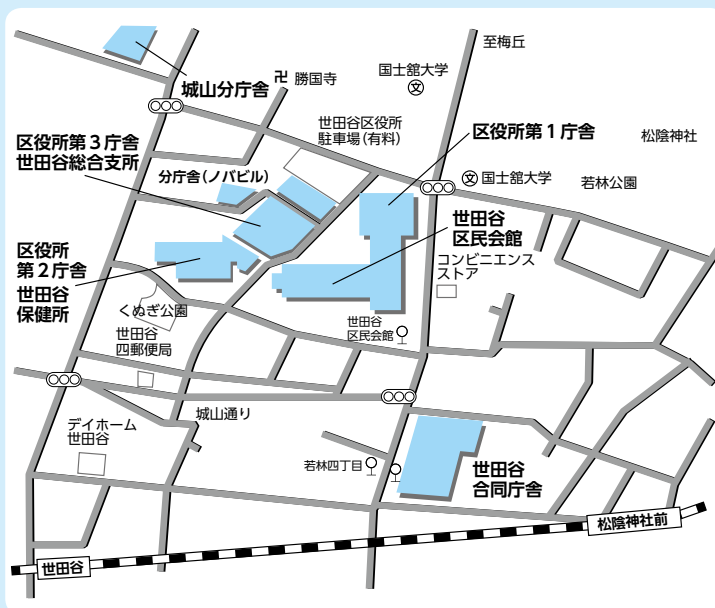 至梅丘
国士舘大学
文
卍 勝国寺
城山分庁舎
世田谷区役所
駐車場(有料)
区役所第1庁舎
松陰神社
区役所第3庁舎
世田谷総合支所
分庁舎(ノバビル)
文 国士舘大学
若林公園
世田谷
区民会館
区役所
第2庁舎
世田谷
保健所
コンビニエンス
ストア
くぬぎ公園
世田谷
区民会館
世田谷
四郵便局
城山通り
デイホーム
世田谷
若林四丁目
世田谷
合同庁舎
松陰神社前
世田谷